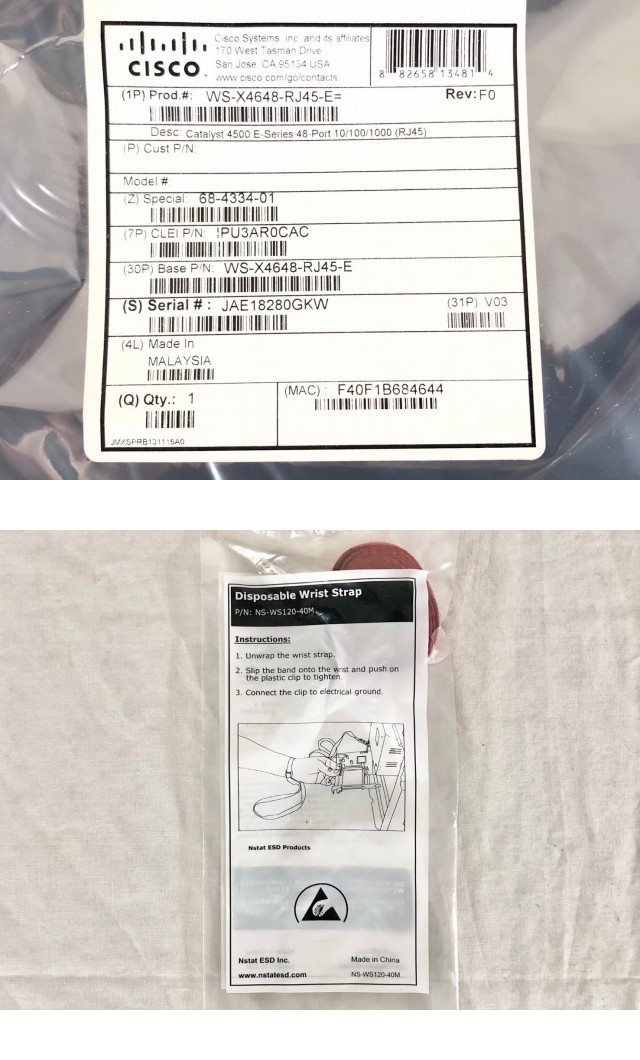 CISCO
Cisco Systems, Inc. and its affiliates
170 West Tasman Drive
San Jose, CA 95134 USA
www.cisco.com/go/contacts
8 82658 13481 4
(1P) Prod.#: WS-X4648-RJ45-E=
Rev: F0
Desc: Catalyst 4500 E-Series 48-Port 10/100/1000 (RJ45)
(P) Cust P/N:
Model #:
(Z) Special: 68-4334-01
(7P) CLEI P/N: IPU3AR0CAC
(30P) Base P/N: WS-X4648-RJ45-E
(S) Serial #: JAE18280GKW
(31P) V03
(4L) Made In
MALAYSIA
(Q) Qty.: 1
(MAC): F40F1B684644
JMXSPRB131115A0
Disposable Wrist Strap
P/N: NS-WS120-40M
Instructions:
1. Unwrap the wrist strap.
2. Slip the band onto the wrist and push on
the plastic clip to tighten.
3. Connect the clip to electrical ground.
Nstat ESD Products
Nstat ESD Inc.
Made in China
www.nstatesd.com
NS-WS120-40M